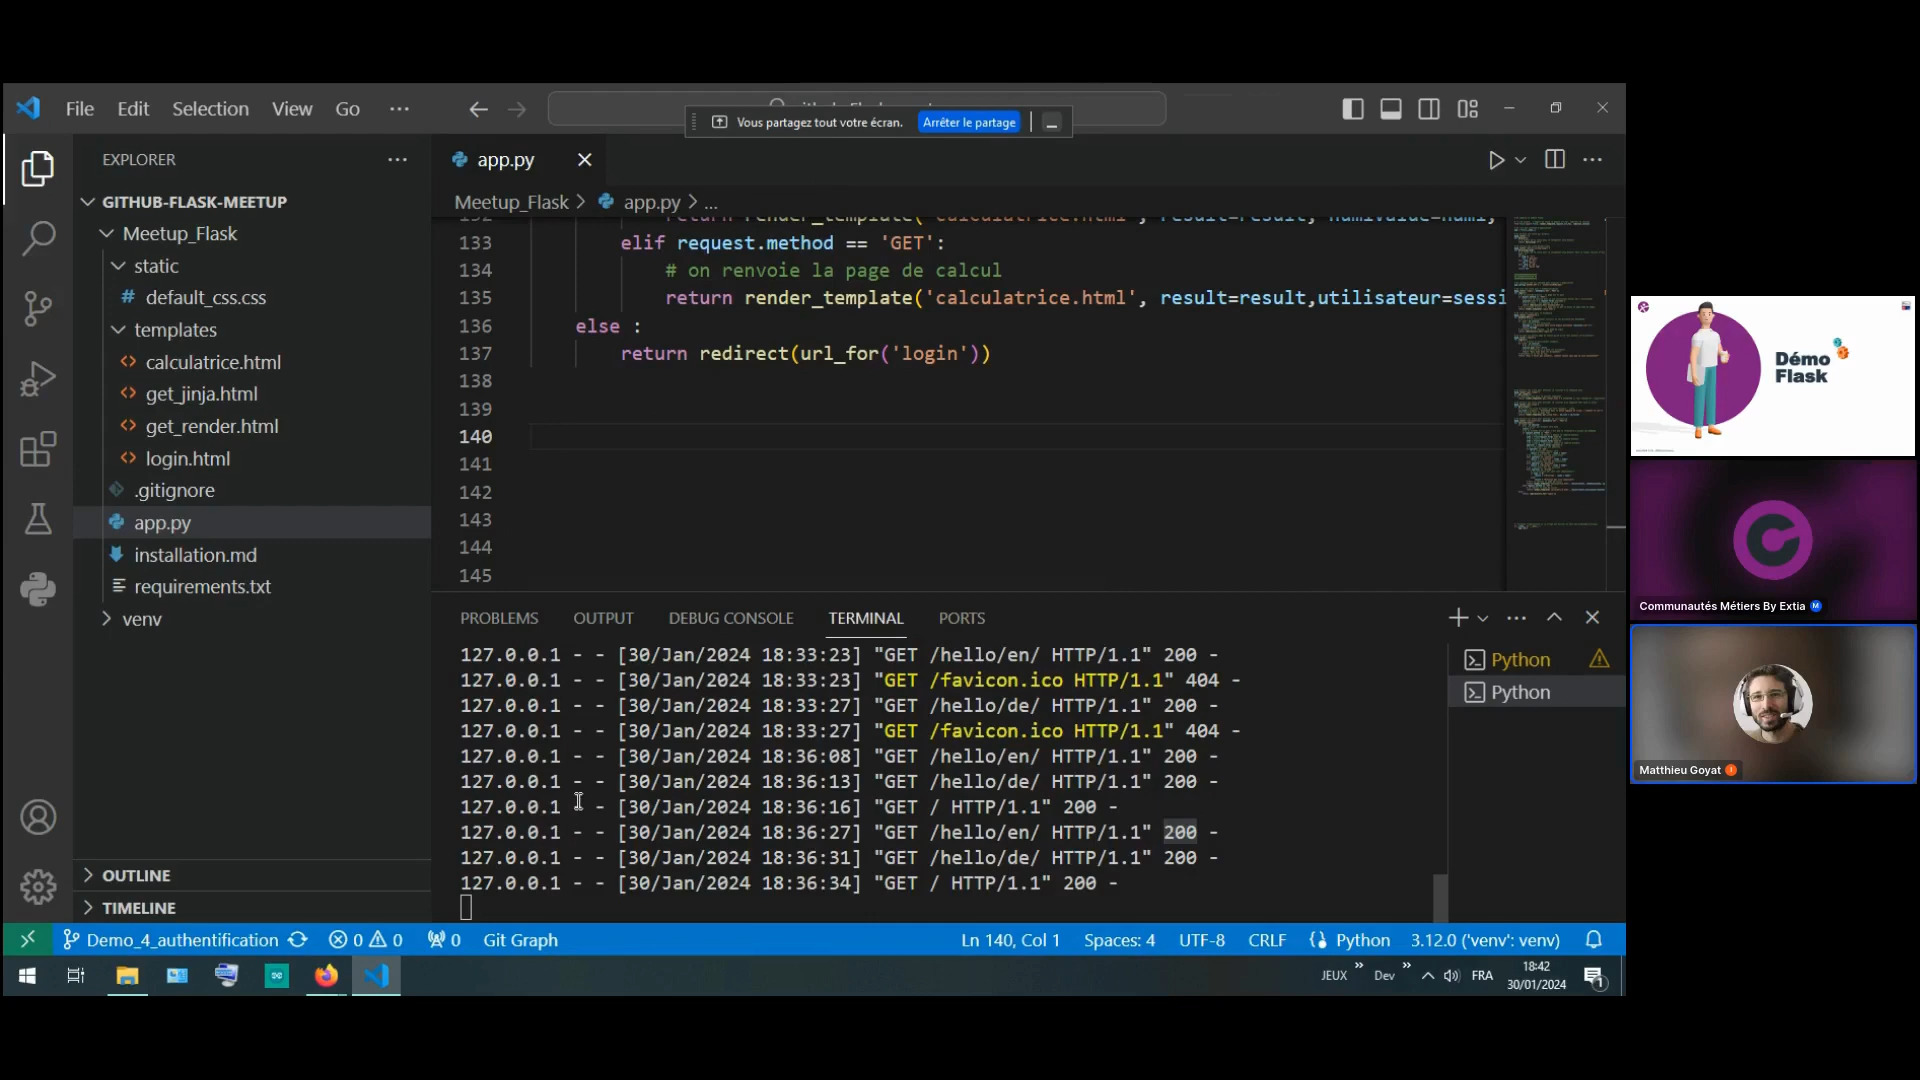 File Edit Selection View Go ···
Vous partagez tout votre écran. Arrêter le partage
EXPLORER
GITHUB-FLASK-MEETUP
Meetup_Flask
static
# default_css.css
templates
<> calculatrice.html
<> get_jinja.html
<> get_render.html
<> login.html
.gitignore
app.py
installation.md
requirements.txt
venv
OUTLINE
TIMELINE
app.py
Meetup_Flask > app.py > ...
132 return render_template('calculatrice.html', result=result, num1value=num1,
133 elif request.method == 'GET':
134 # on renvoie la page de calcul
135 return render_template('calculatrice.html', result=result,utilisateur=sessi
136 else :
137 return redirect(url_for('login'))
138
139
140
141
142
143
144
145
PROBLEMS OUTPUT DEBUG CONSOLE TERMINAL PORTS
127.0.0.1 - - [30/Jan/2024 18:33:23] "GET /hello/en/ HTTP/1.1" 200 -
127.0.0.1 - - [30/Jan/2024 18:33:23] "GET /favicon.ico HTTP/1.1" 404 -
127.0.0.1 - - [30/Jan/2024 18:33:27] "GET /hello/de/ HTTP/1.1" 200 -
127.0.0.1 - - [30/Jan/2024 18:33:27] "GET /favicon.ico HTTP/1.1" 404 -
127.0.0.1 - - [30/Jan/2024 18:36:08] "GET /hello/en/ HTTP/1.1" 200 -
127.0.0.1 - - [30/Jan/2024 18:36:13] "GET /hello/de/ HTTP/1.1" 200 -
127.0.0.1 - - [30/Jan/2024 18:36:16] "GET / HTTP/1.1" 200 -
127.0.0.1 - - [30/Jan/2024 18:36:27] "GET /hello/en/ HTTP/1.1" 200 -
127.0.0.1 - - [30/Jan/2024 18:36:31] "GET /hello/de/ HTTP/1.1" 200 -
127.0.0.1 - - [30/Jan/2024 18:36:34] "GET / HTTP/1.1" 200 -
Python
Python
Demo_4_authentification 0 0 0 Git Graph Ln 140, Col 1 Spaces: 4 UTF-8 CRLF Python 3.12.0 ('venv': venv)
JEUX » Dev » FRA 18:42
30/01/2024
1
Démo
Flask
Communautés Métiers By Extia M
Matthieu Goyat